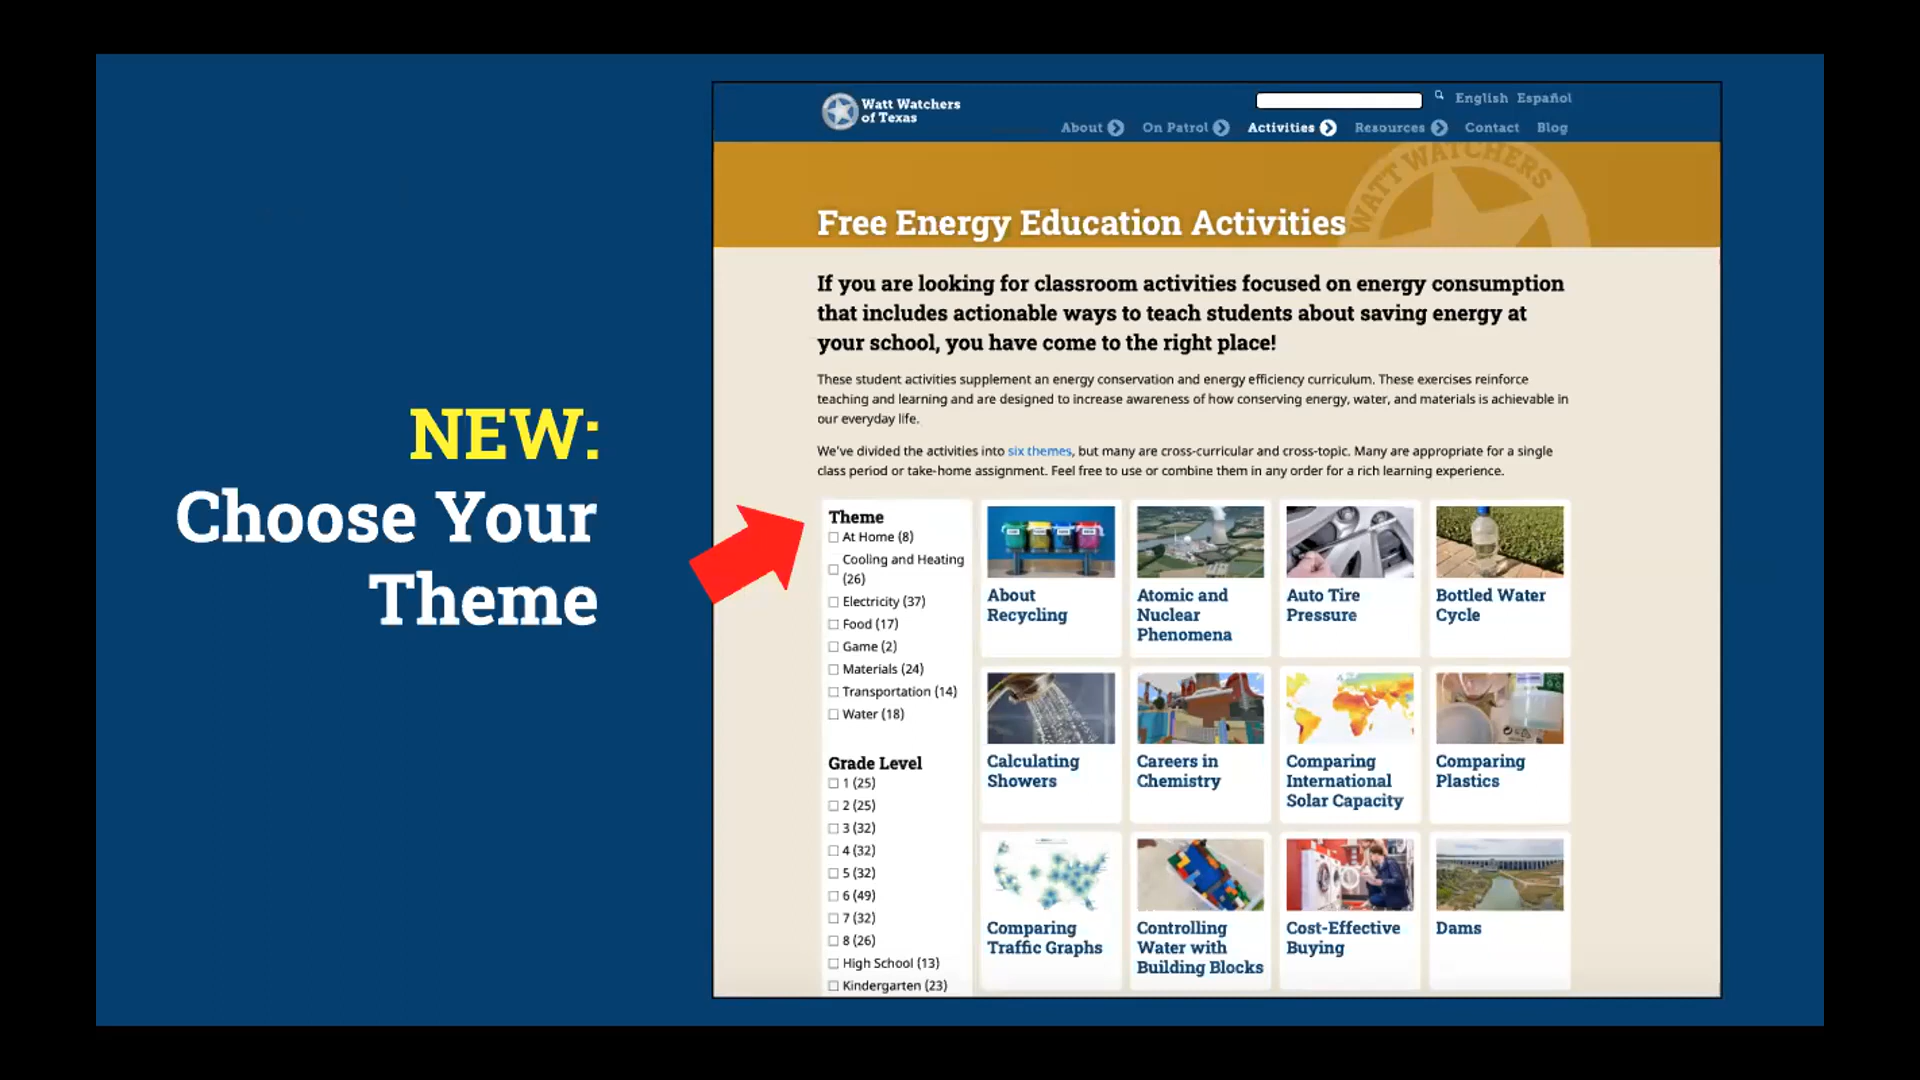 NEW:
Choose Your
Theme
Watt Watchers
of Texas
English Español
About On Patrol Activities Resources Contact Blog
Free Energy Education Activities
If you are looking for classroom activities focused on energy consumption
that includes actionable ways to teach students about saving energy at
your school, you have come to the right place!
These student activities supplement an energy conservation and energy efficiency curriculum. These exercises reinforce
teaching and learning and are designed to increase awareness of how conserving energy, water, and materials is achievable in
our everyday life.
We've divided the activities into six themes, but many are cross-curricular and cross-topic. Many are appropriate for a single
class period or take-home assignment. Feel free to use or combine them in any order for a rich learning experience.
WATT WATCHERS
Theme
At Home (8)
Cooling and Heating
(26)
Electricity (37)
Food (17)
Game (2)
Materials (24)
Transportation (14)
Water (18)
Grade Level
1 (25)
2 (25)
3 (32)
4 (32)
5 (32)
6 (49)
7 (32)
8 (26)
High School (13)
Kindergarten (23)
About
Recycling
Atomic and
Nuclear
Phenomena
Auto Tire
Pressure
Bottled Water
Cycle
Calculating
Showers
Careers in
Chemistry
Comparing
International
Solar Capacity
Comparing
Plastics
Comparing
Traffic Graphs
Controlling
Water with
Building Blocks
Cost-Effective
Buying
Dams